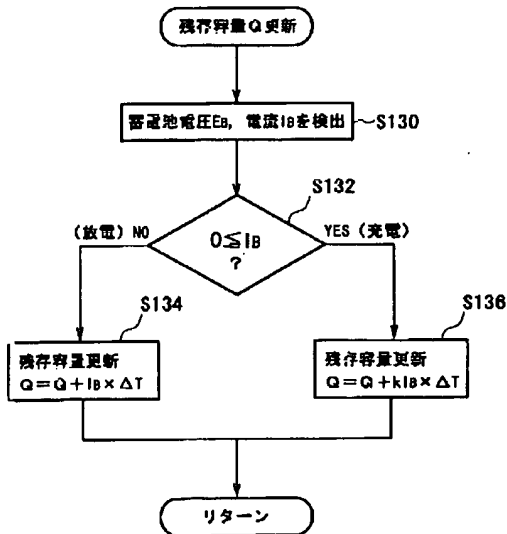 残存容量Q更新
蓄電池電圧EB, 電流IBを検出
S130
S132
(放電) NO
0≦IB
?
YES (充電)
S134
残存容量更新
Q=Q+IB×ΔT
S136
残存容量更新
Q=Q+kIB×ΔT
リターン